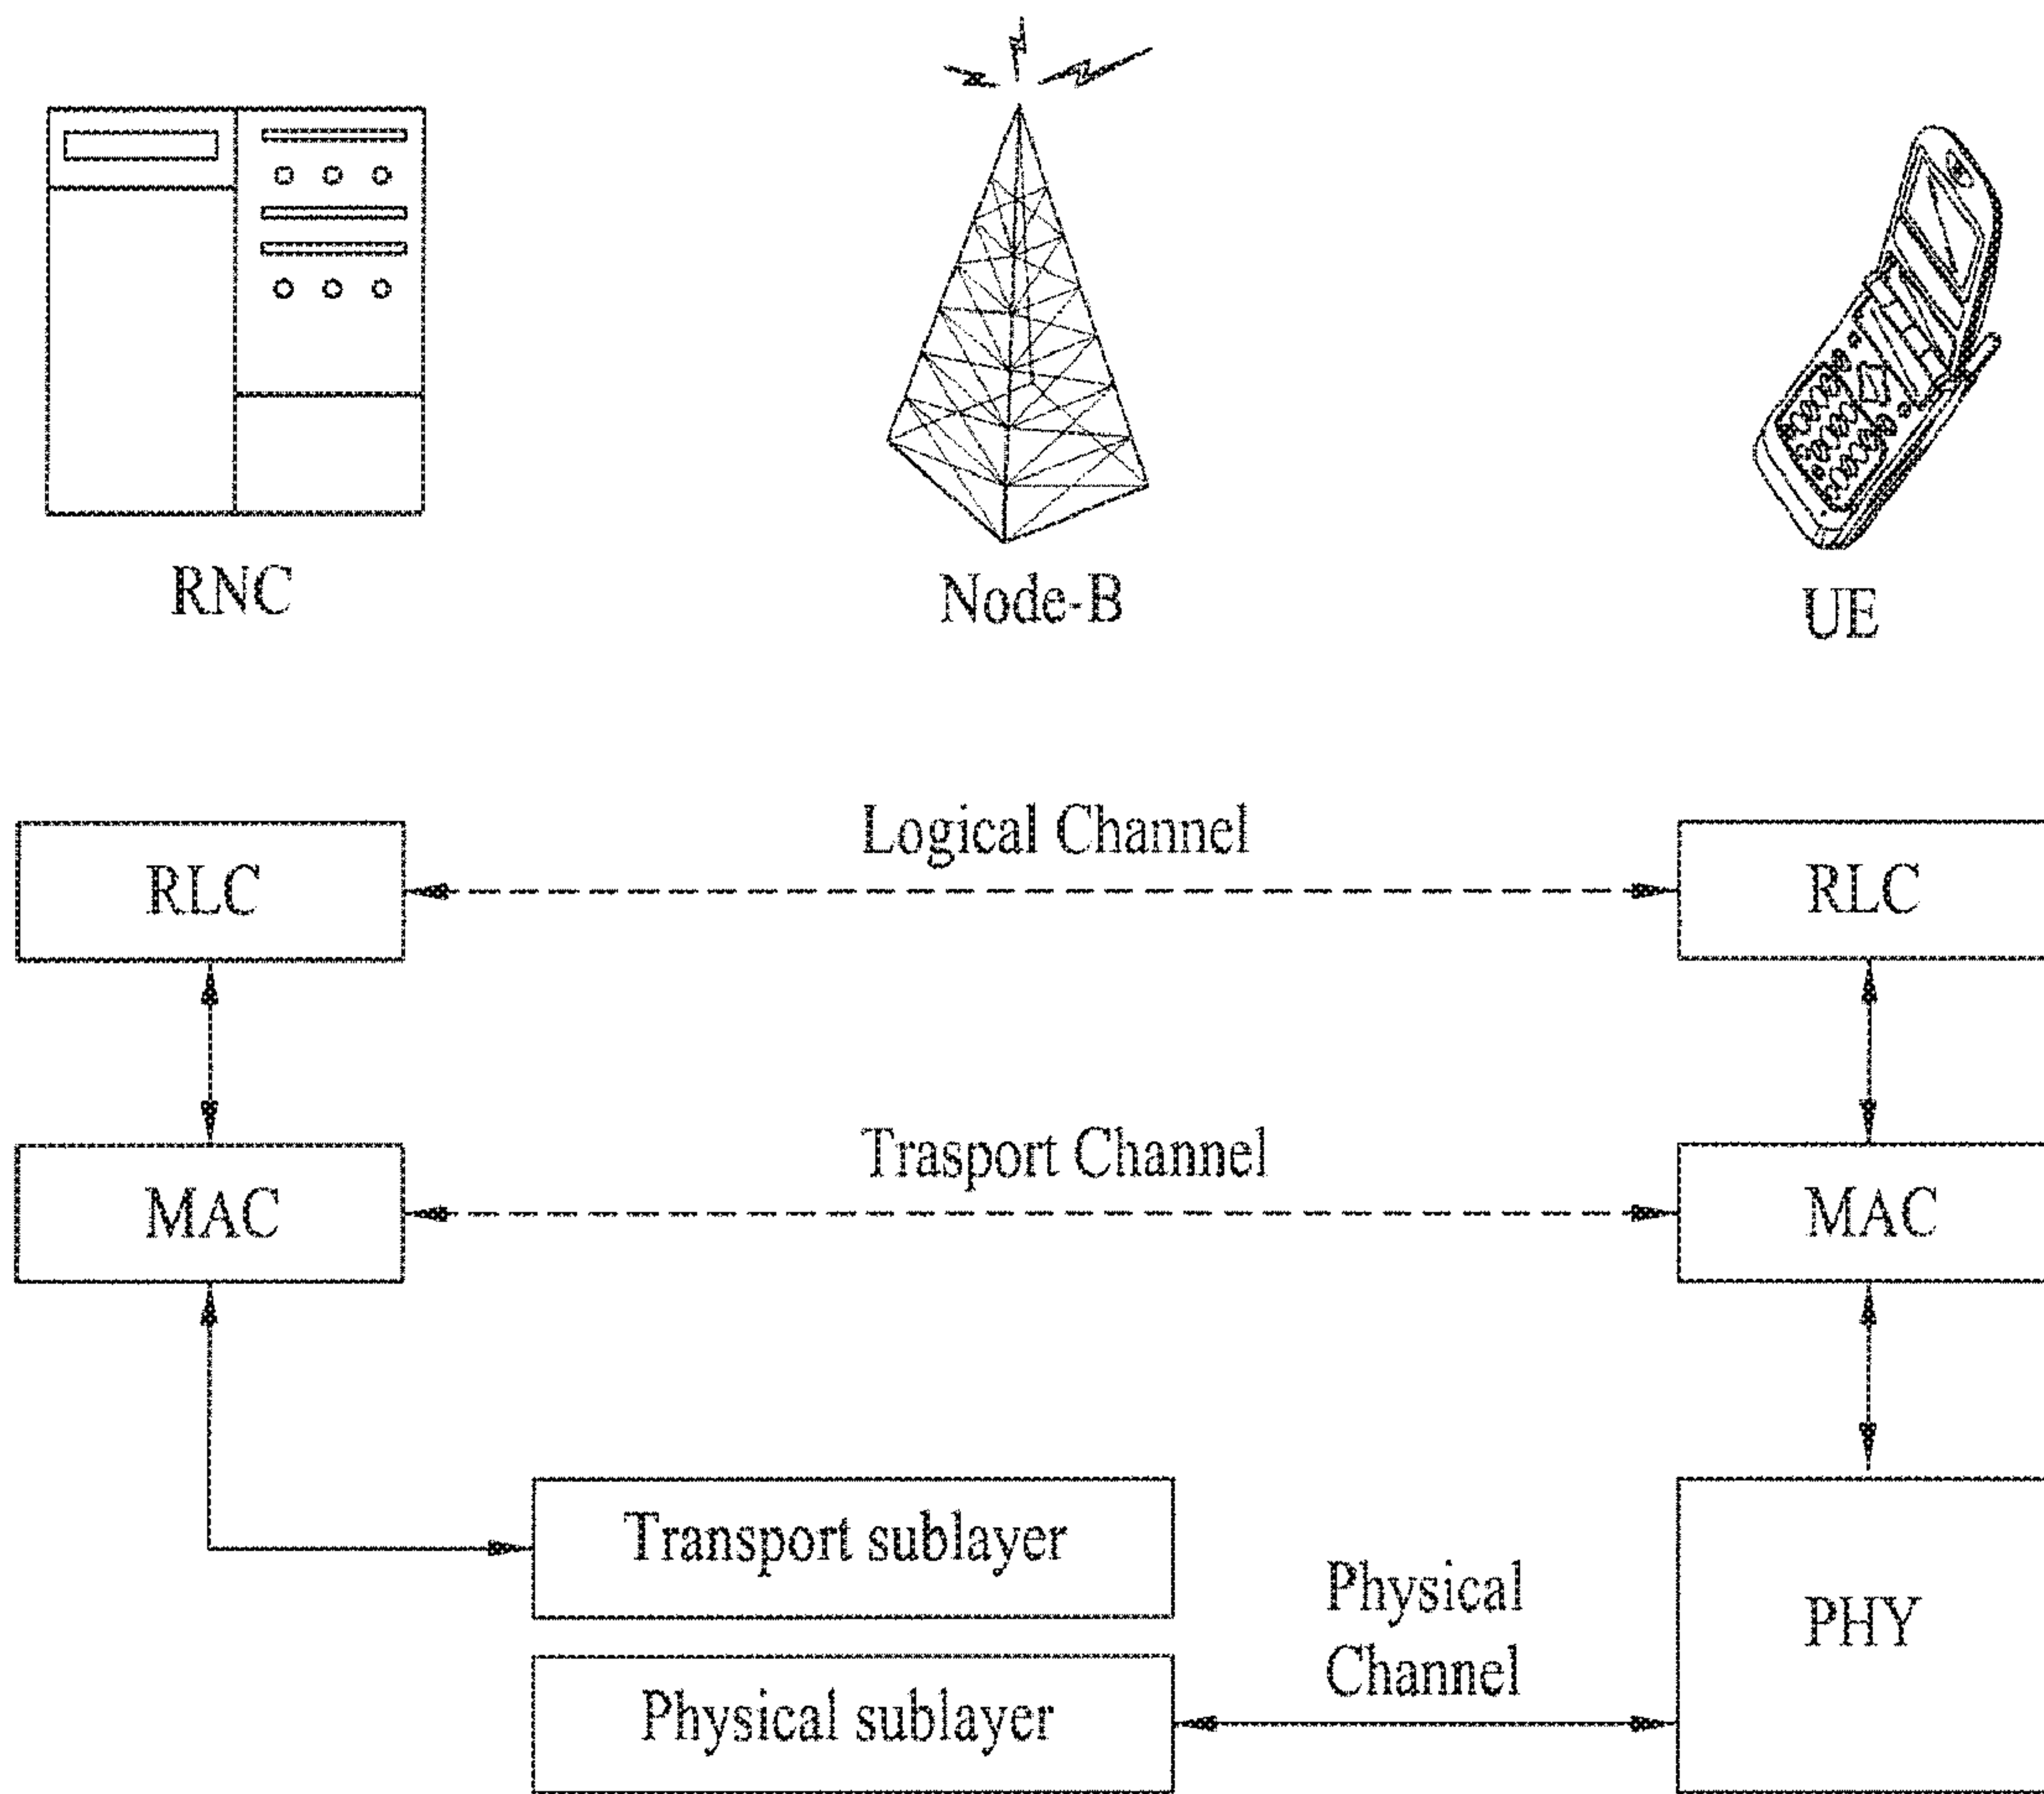 RNC
Node-B
UE
Logical Channel
RLC
RLC
Trasport Channel
MAC
MAC
Transport sublayer
Physical
Channel
PHY
Physical sublayer